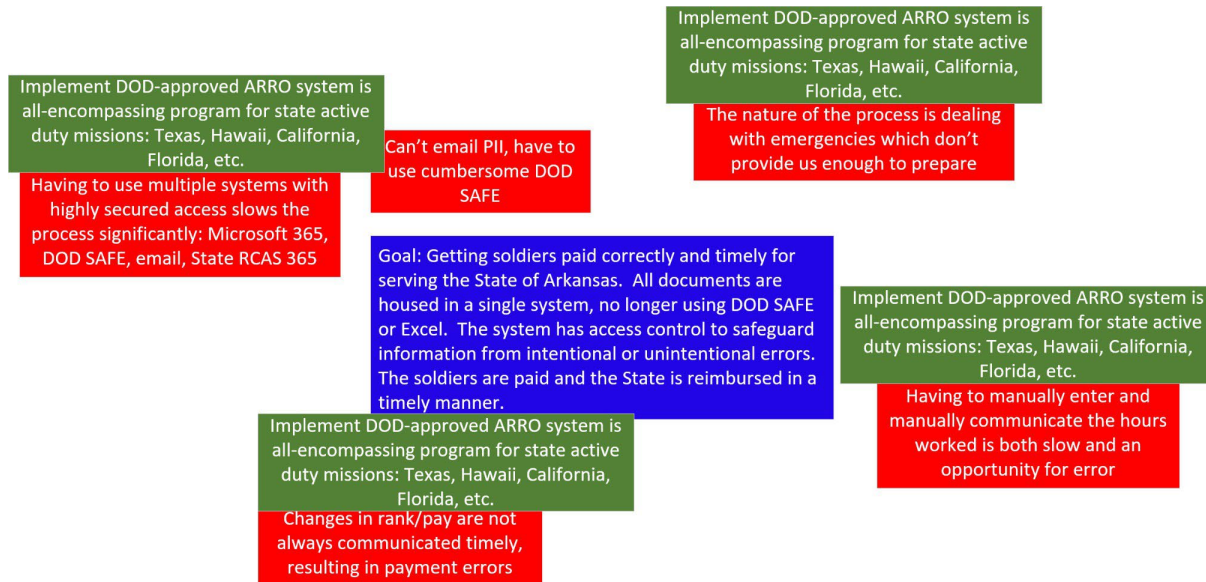 Implement DOD-approved ARRO system is
all-encompassing program for state active
duty missions: Texas, Hawaii, California,
Florida, etc.
The nature of the process is dealing
with emergencies which don't
provide us enough to prepare
Implement DOD-approved ARRO system is
all-encompassing program for state active
duty missions: Texas, Hawaii, California,
Florida, etc.
Having to use multiple systems with
highly secured access slows the
process significantly: Microsoft 365,
DOD SAFE, email, State RCAS 365
Can't email PII, have to
use cumbersome DOD
SAFE
Goal: Getting soldiers paid correctly and timely for
serving the State of Arkansas.  All documents are
housed in a single system, no longer using DOD SAFE
or Excel.  The system has access control to safeguard
information from intentional or unintentional errors.
The soldiers are paid and the State is reimbursed in a
timely manner.
Implement DOD-approved ARRO system is
all-encompassing program for state active
duty missions: Texas, Hawaii, California,
Florida, etc.
Having to manually enter and
manually communicate the hours
worked is both slow and an
opportunity for error
Implement DOD-approved ARRO system is
all-encompassing program for state active
duty missions: Texas, Hawaii, California,
Florida, etc.
Changes in rank/pay are not
always communicated timely,
resulting in payment errors